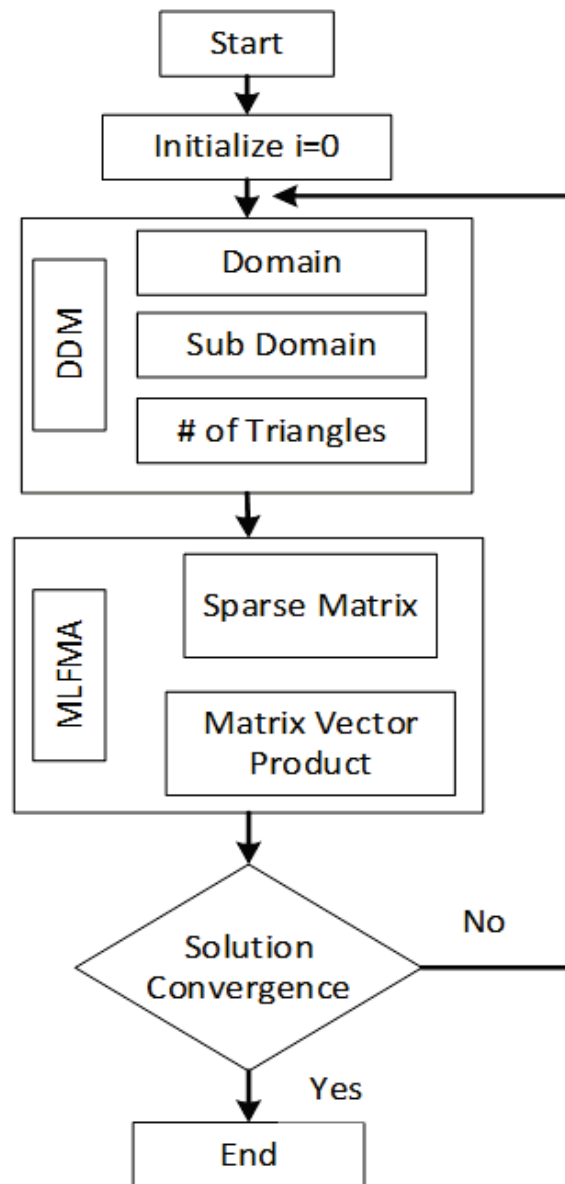 Start
Initialize i=0
DDM
Domain
Sub Domain
# of Triangles
MLFMA
Sparse Matrix
Matrix Vector
Product
Solution
Convergence
No
Yes
End